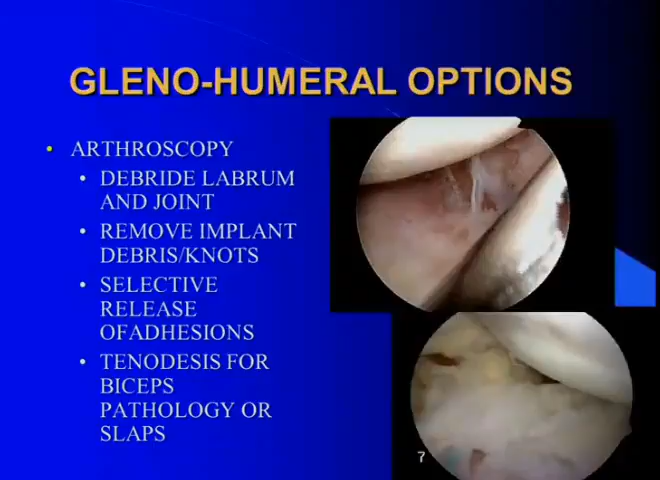 GLENO-HUMERAL OPTIONS
• ARTHROSCOPY
• DEBRIDE LABRUM
AND JOINT
• REMOVE IMPLANT
DEBRIS/KNOTS
• SELECTIVE
RELEASE
OFADHESIONS
• TENODESIS FOR
BICEPS
PATHOLOGY OR
SLAPS
7